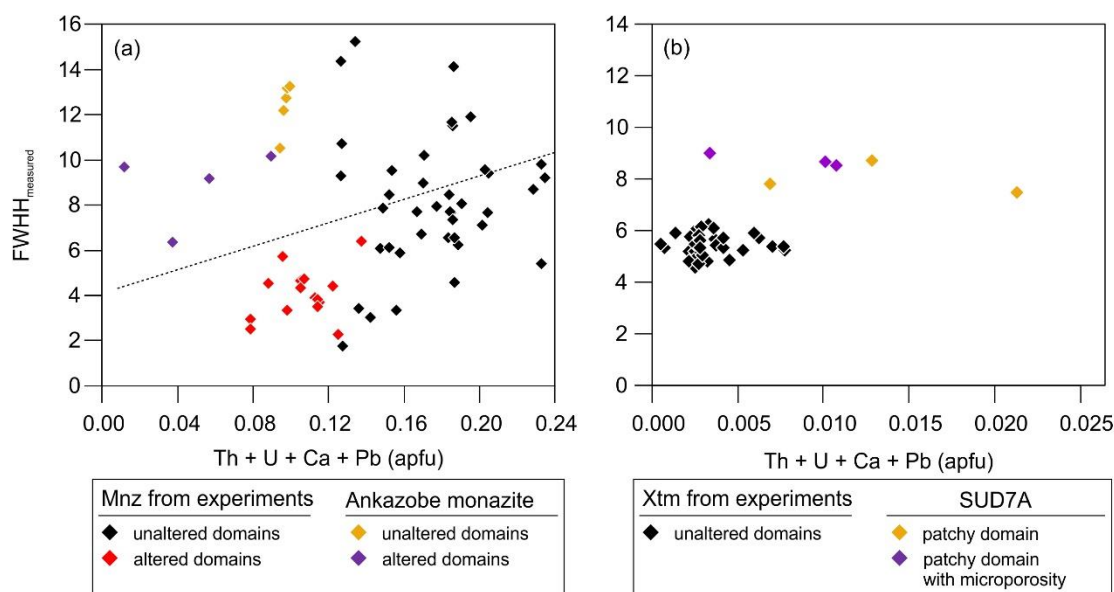 (a)
16
14
12
10
8
6
4
2
0
FWHH measured
0.00 0.04 0.08 0.12 0.16 0.20 0.24
Th + U + Ca + Pb (apfu)
Mnz from experiments
unaltered domains
altered domains
Ankazobe monazite
unaltered domains
altered domains
(b)
14
12
10
8
6
4
2
0
0.000 0.005 0.010 0.015 0.020 0.025
Th + U + Ca + Pb (apfu)
Xtm from experiments
unaltered domains
SUD7A
patchy domain
patchy domain
with microporosity